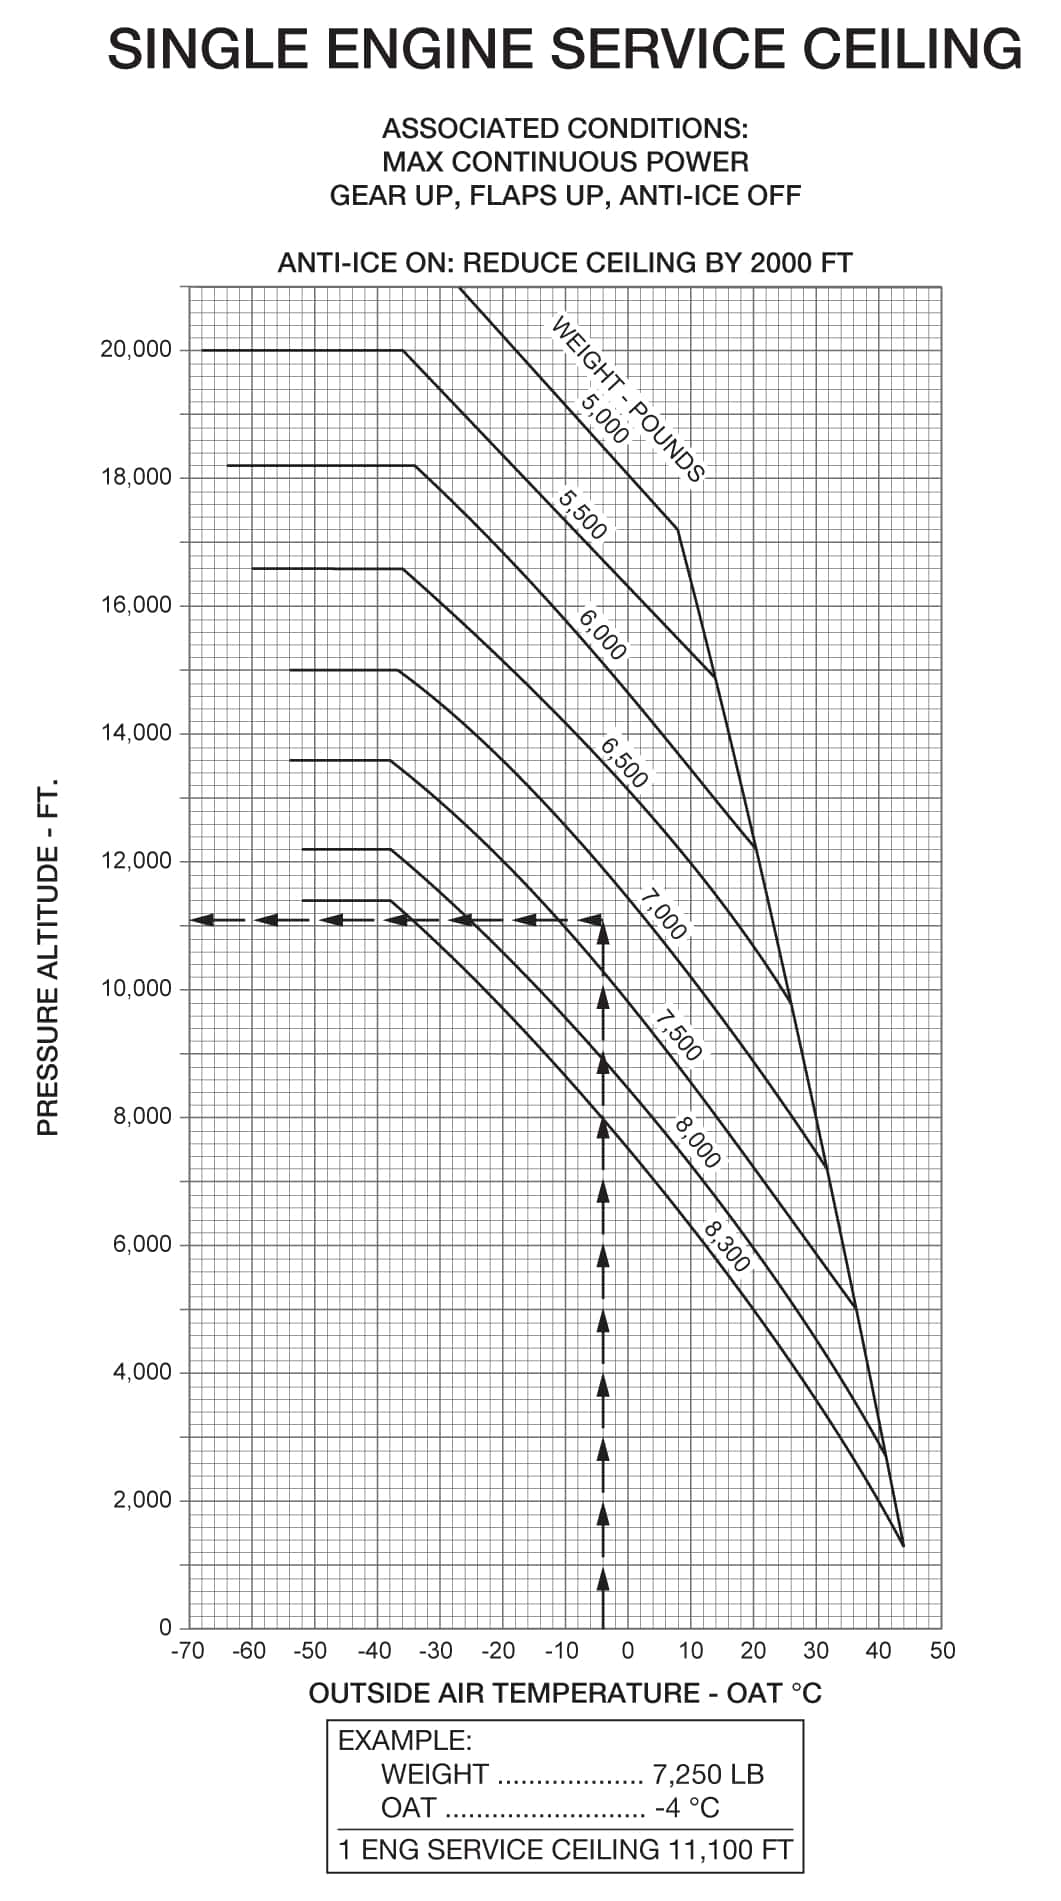 SINGLE ENGINE SERVICE CEILING
ASSOCIATED CONDITIONS:
MAX CONTINUOUS POWER
GEAR UP, FLAPS UP, ANTI-ICE OFF
ANTI-ICE ON: REDUCE CEILING BY 2000 FT
WEIGHT - POUNDS
5,000
5,500
6,000
6,500
7,000
7,500
8,000
8,300
PRESSURE ALTITUDE - FT.
20,000
18,000
16,000
14,000
12,000
10,000
8,000
6,000
4,000
2,000
0
-70 -60 -50 -40 -30 -20 -10 0 10 20 30 40 50
OUTSIDE AIR TEMPERATURE - OAT °C
EXAMPLE:
WEIGHT ................... 7,250 LB
OAT .......................... -4 °C
1 ENG SERVICE CEILING 11,100 FT